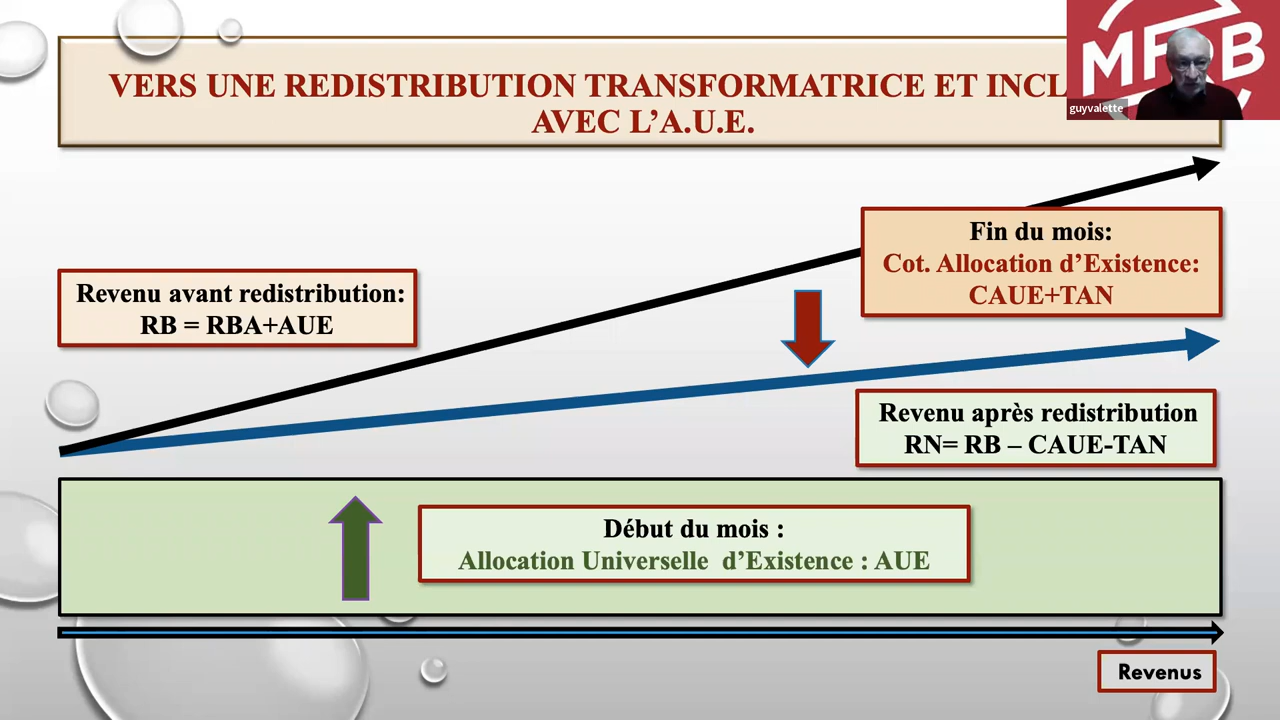 VERS UNE REDISTRIBUTION TRANSFORMATRICE ET
AVEC L'A.U.E.
guyvalette
Fin du mois:
Cot. Allocation d'Existence:
CAUE+TAN
Revenu avant redistribution:
RB = RBA+AUE
Revenu après redistribution
RN= RB – CAUE-TAN
Début du mois :
Allocation Universelle d'Existence : AUE
Revenus